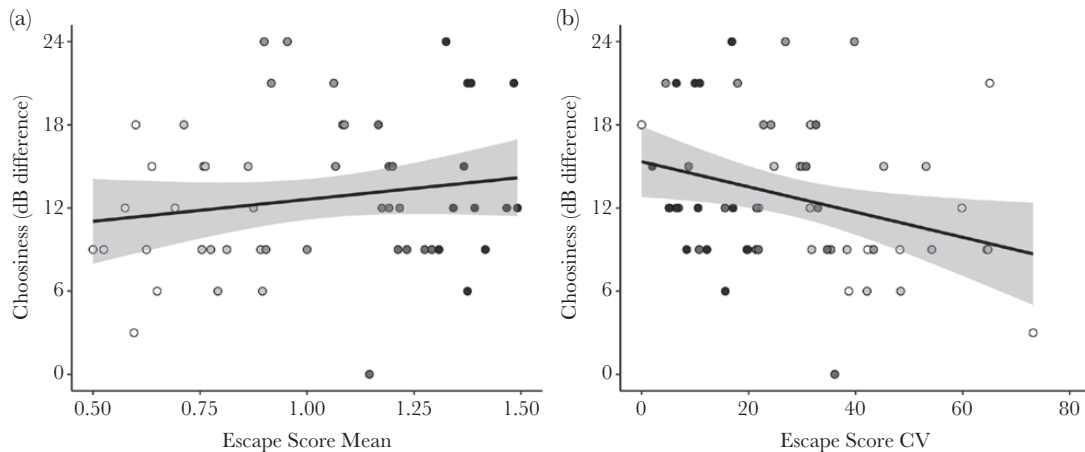 (a)
24
18
12
6
0
Choosiness (dB difference)
0.50 0.75 1.00 1.25 1.50
Escape Score Mean
(b)
24
18
12
6
0
Choosiness (dB difference)
0 20 40 60 80
Escape Score CV